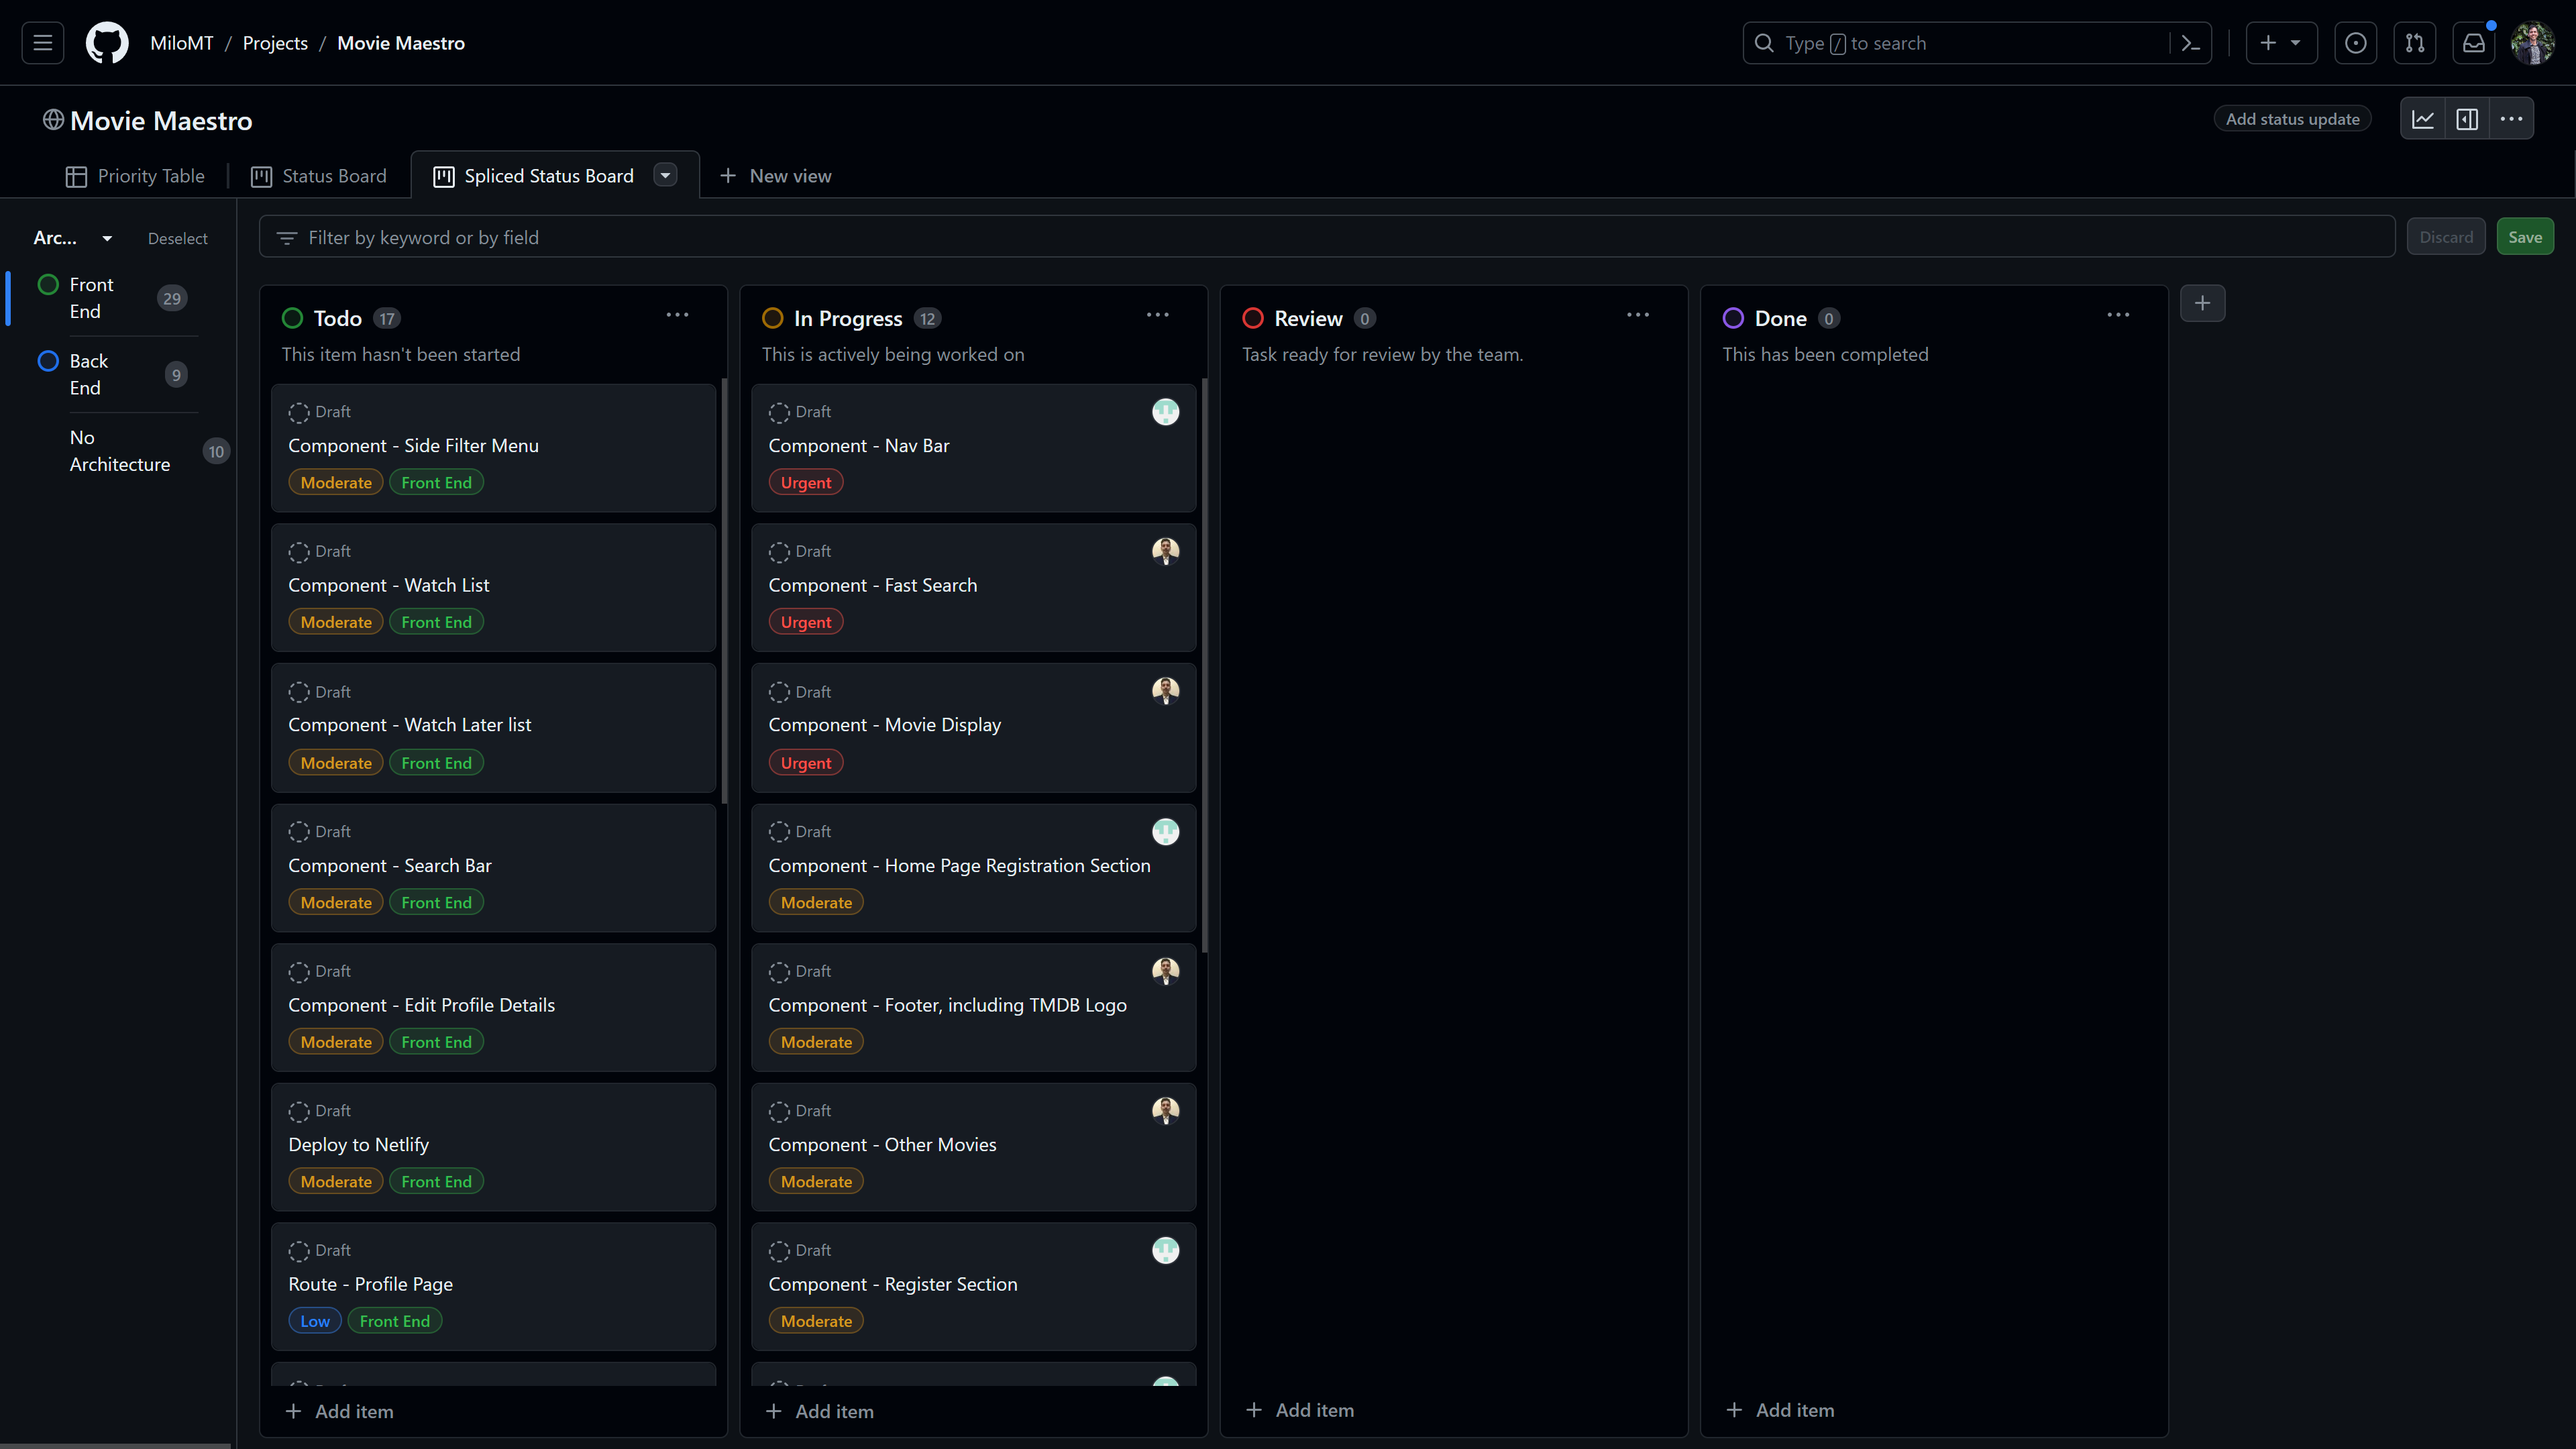 MiloMT / Projects / Movie Maestro
Type / to search
Movie Maestro
Add status update
Priority Table
Status Board
Spliced Status Board
New view
Arc...
Deselect
Front
End
29
Back
End
9
No
Architecture
10
Filter by keyword or by field
Discard
Save
Todo 17
This item hasn't been started
Draft
Component - Side Filter Menu
Moderate Front End
Draft
Component - Watch List
Moderate Front End
Draft
Component - Watch Later list
Moderate Front End
Draft
Component - Search Bar
Moderate Front End
Draft
Component - Edit Profile Details
Moderate Front End
Draft
Deploy to Netlify
Moderate Front End
Draft
Route - Profile Page
Low Front End
Add item
In Progress 12
This is actively being worked on
Draft
Component - Nav Bar
Urgent
Draft
Component - Fast Search
Urgent
Draft
Component - Movie Display
Urgent
Draft
Component - Home Page Registration Section
Moderate
Draft
Component - Footer, including TMDB Logo
Moderate
Draft
Component - Other Movies
Moderate
Draft
Component - Register Section
Moderate
Add item
Review 0
Task ready for review by the team.
Add item
Done 0
This has been completed
Add item